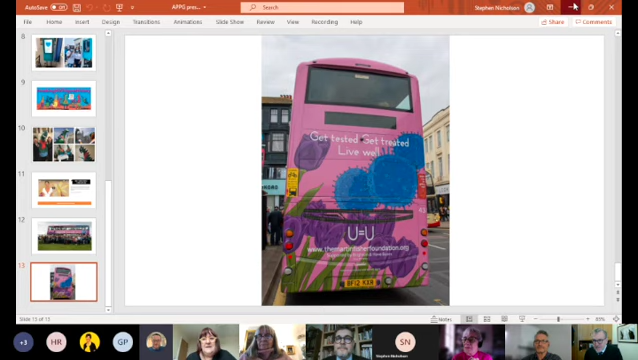 AutoSave
Off
APPG pres...
Search
Stephen Nicholson
File
Home
Insert
Design
Transitions
Animations
Slide Show
Review
View
Recording
Help
Share
Comments
8
9
10
11
12
13
Get tested Get treated
Live well
U=U
www.themartinfisherfoundation.org
Slide 13 of 13
Notes
+3
HR
GP
SN
Stephen Nicholson